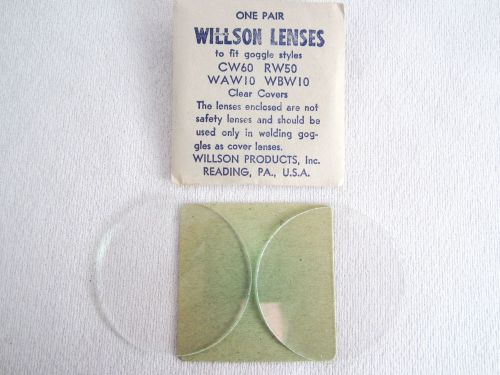 ONE PAIR
WILLSON LENSES
to fit goggle styles
CW60 RW50
WAW10 WBW10
Clear Covers
The lenses enclosed are not
safety lenses and should be
used only in welding gog-
gles as cover lenses.
WILLSON PRODUCTS, Inc.
READING, PA., U.S.A.